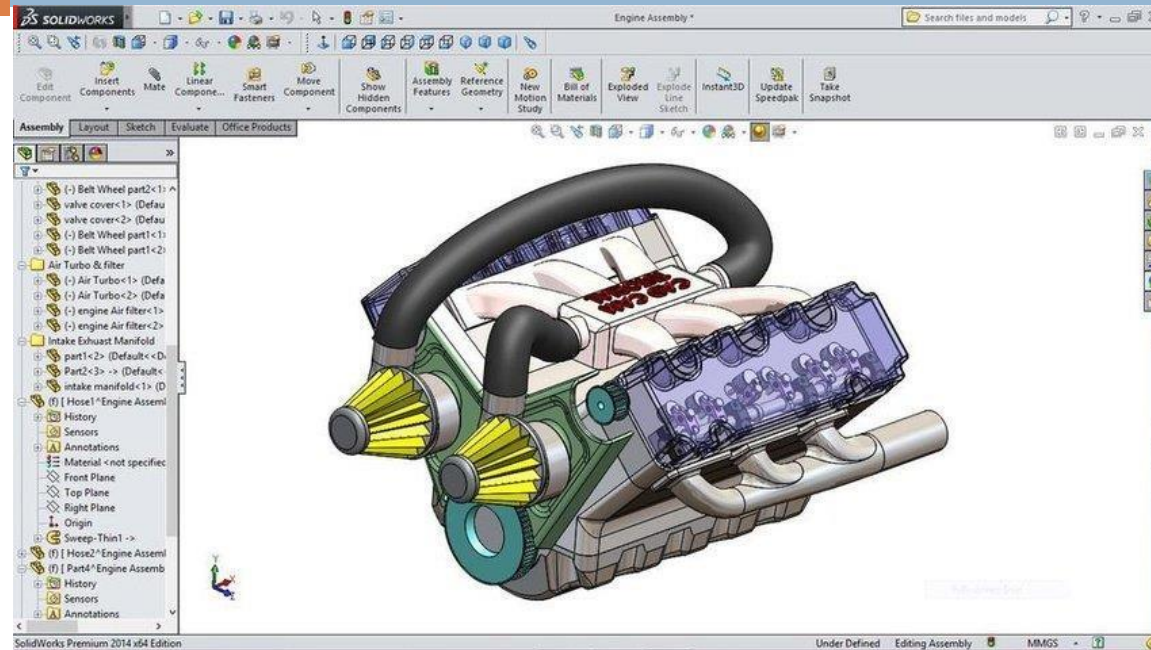 SOLIDWORKS
Engine Assembly *
Search files and models
Edit Component
Insert Components
Mate
Linear Compone...
Smart Fasteners
Move Component
Show Hidden Components
Assembly Features
Reference Geometry
New Motion Study
Bill of Materials
Exploded View
Explode Line Sketch
Instant3D
Update Speedpak
Take Snapshot
Assembly Layout Sketch Evaluate Office Products
(-) Belt Wheel part2<1>
valve cover<1> (Defau
valve cover<2> (Defau
(-) Belt Wheel part1<1>
(-) Belt Wheel part1<2>
Air Turbo & filter
(-) Air Turbo<1> (Defa
(-) Air Turbo<2> (Defa
(-) engine Air filter<1>
(-) engine Air filter<2>
Intake Exhuast Manifold
part1<2> (Default<<D
Part2<3> -> (Default<
intake manifold<1> (D
(f) [ Hose1^Engine Assem
History
Sensors
Annotations
Material <not specified
Front Plane
Top Plane
Right Plane
Origin
Sweep-Thin1 ->
(f) [ Hose2^Engine Assem
(f) [ Part4^Engine Assemb
History
Sensors
Annotations
CAD CAM
Y
X
Z
SolidWorks Premium 2014 x64 Edition
Under Defined Editing Assembly MMGS